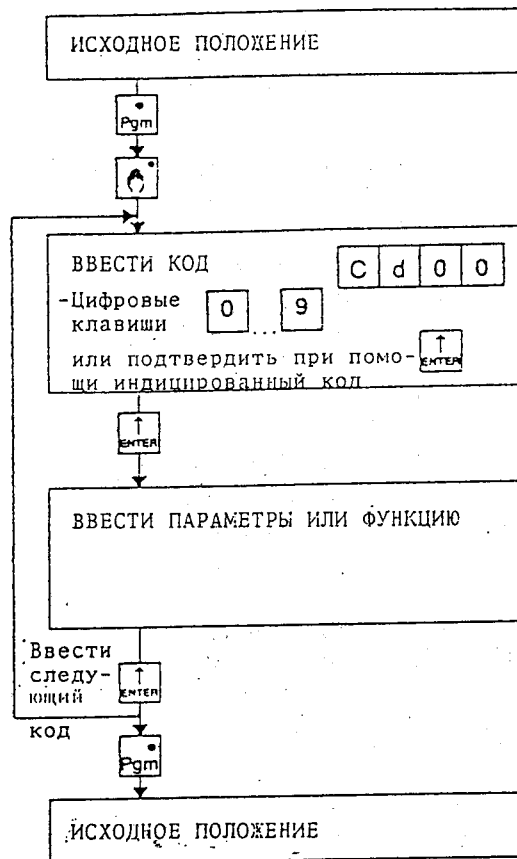 ИСХОДНОЕ ПОЛОЖЕНИЕ
Pgm
ВВЕСТИ КОД
C d 0 0
-Цифровые
клавиши
0 ... 9
или подтвердить при помо-
щи индицированный код
↑
ENTER
↑
ENTER
ВВЕСТИ ПАРАМЕТРЫ ИЛИ ФУНКЦИЮ
Ввести
следу-
ющий
код
↑
ENTER
Pgm
ИСХОДНОЕ ПОЛОЖЕНИЕ